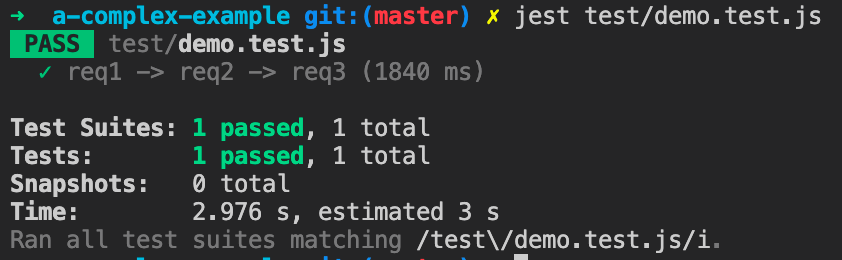 ➜ a-complex-example git:(master) ✗ jest test/demo.test.js
PASS test/demo.test.js
✓ req1 -> req2 -> req3 (1840 ms)
Test Suites: 1 passed, 1 total
Tests: 1 passed, 1 total
Snapshots: 0 total
Time: 2.976 s, estimated 3 s
Ran all test suites matching /test\/demo.test.js/i.